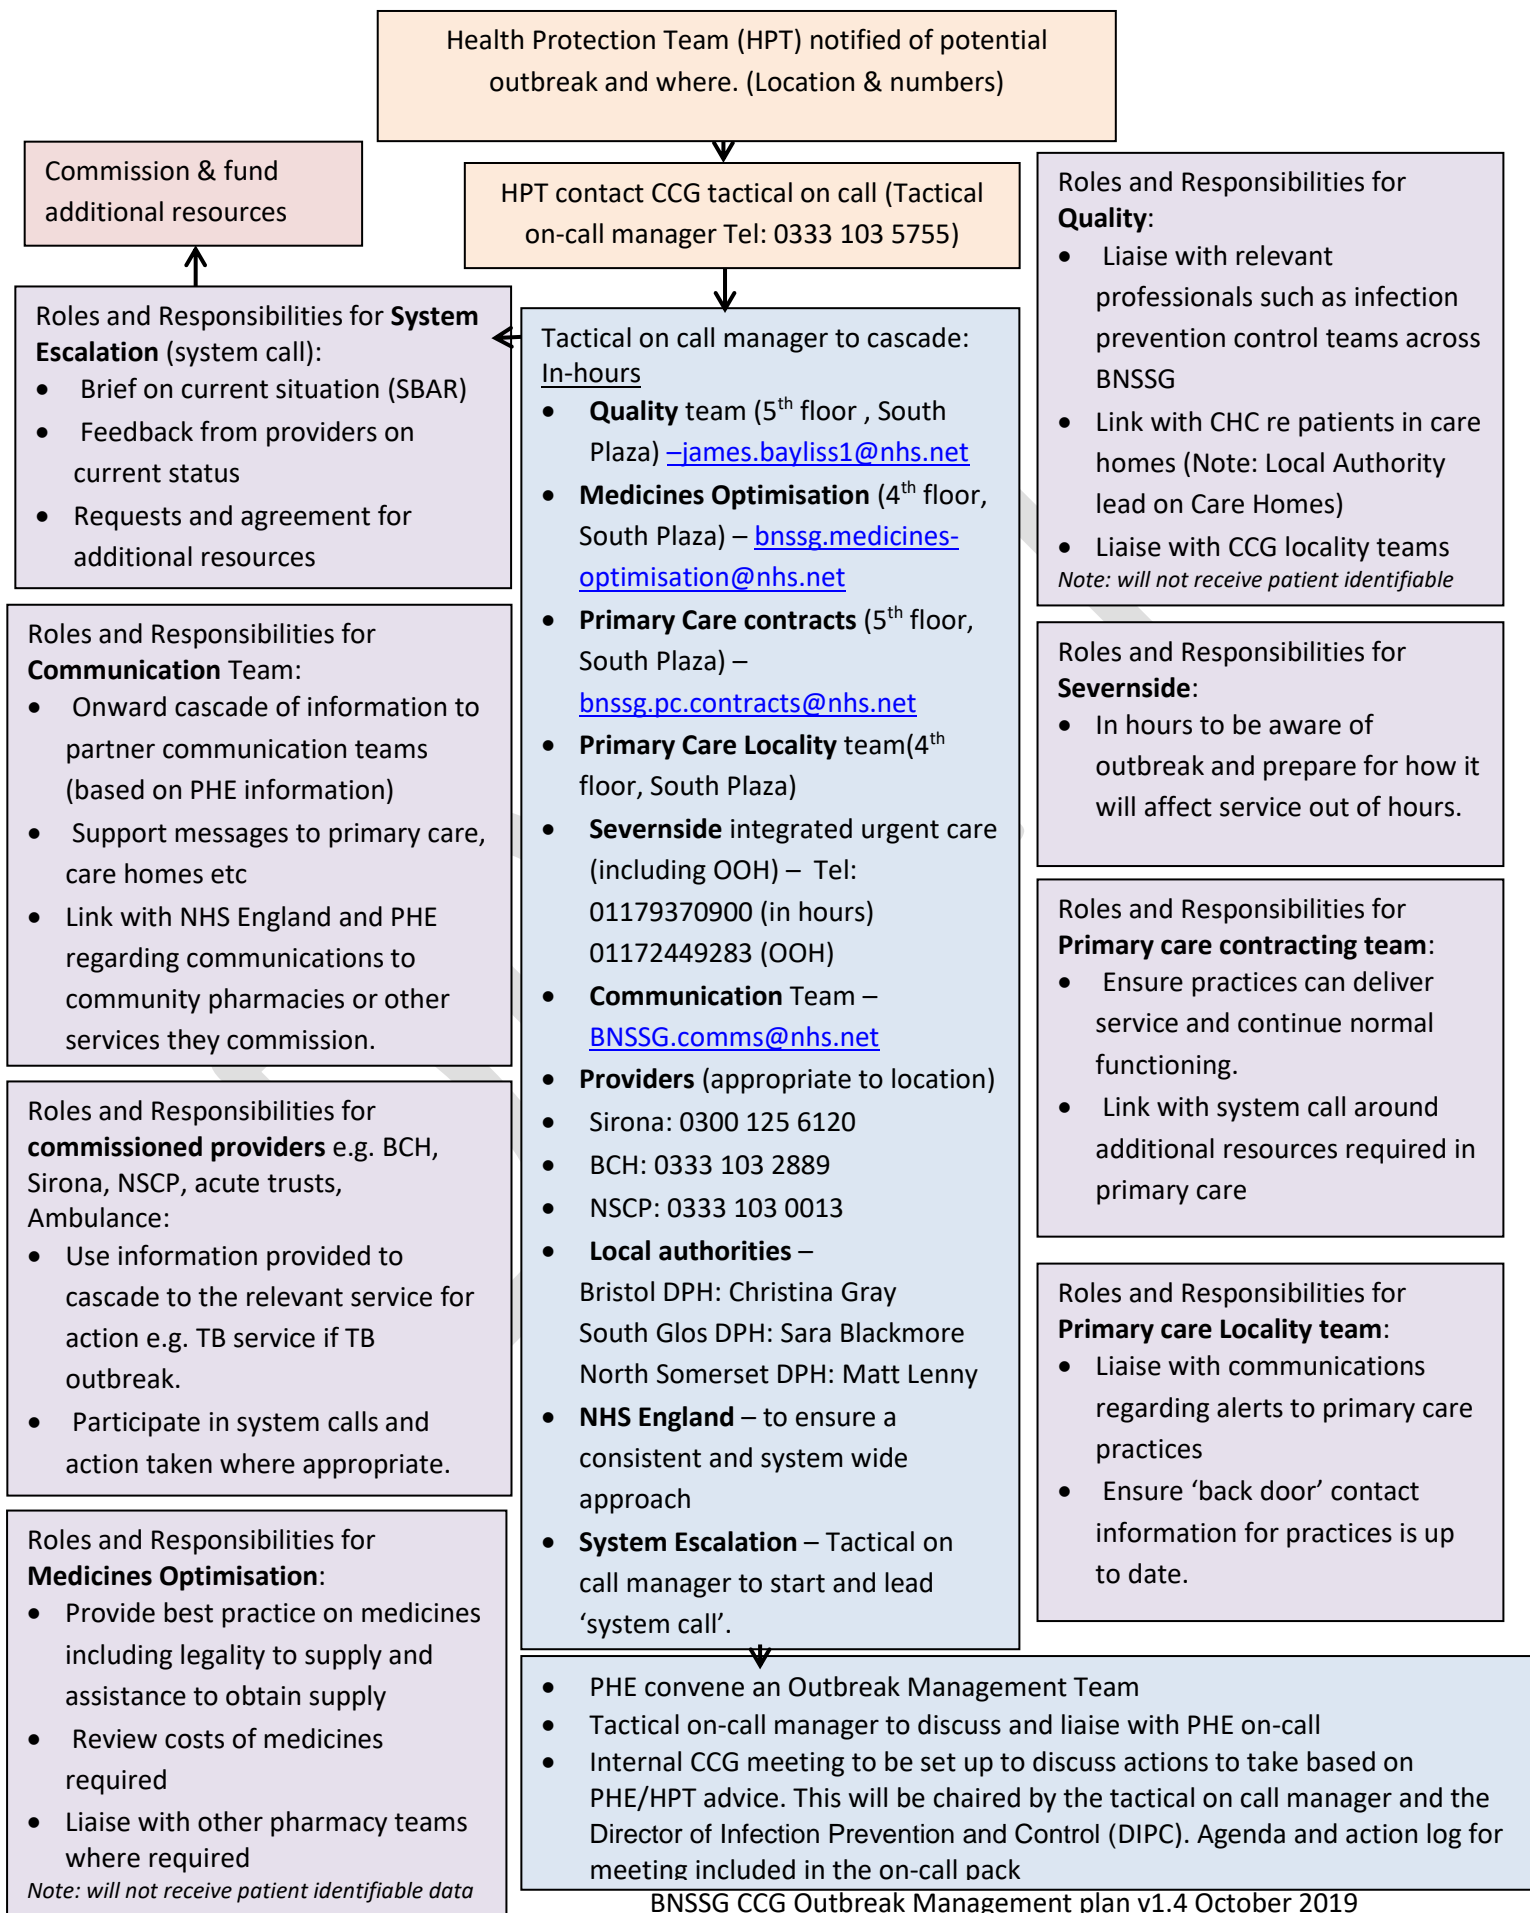 Health Protection Team (HPT) notified of potential
outbreak and where. (Location & numbers)
Commission & fund
additional resources
HPT contact CCG tactical on call (Tactical
on-call manager Tel: 0333 103 5755)
Roles and Responsibilities for System
Escalation (system call):
• Brief on current situation (SBAR)
• Feedback from providers on
current status
• Requests and agreement for
additional resources
Roles and Responsibilities for
Communication Team:
• Onward cascade of information to
partner communication teams
(based on PHE information)
• Support messages to primary care,
care homes etc
• Link with NHS England and PHE
regarding communications to
community pharmacies or other
services they commission.
Roles and Responsibilities for
commissioned providers e.g. BCH,
Sirona, NSCP, acute trusts,
Ambulance:
• Use information provided to
cascade to the relevant service for
action e.g. TB service if TB
outbreak.
• Participate in system calls and
action taken where appropriate.
Roles and Responsibilities for
Medicines Optimisation:
• Provide best practice on medicines
including legality to supply and
assistance to obtain supply
• Review costs of medicines
required
• Liaise with other pharmacy teams
where required
Note: will not receive patient identifiable data
Tactical on call manager to cascade:
In-hours
• Quality team (5th floor , South
Plaza) –james.bayliss1@nhs.net
• Medicines Optimisation (4th floor,
South Plaza) – bnssg.medicines-
optimisation@nhs.net
• Primary Care contracts (5th floor,
South Plaza) –
bnssg.pc.contracts@nhs.net
• Primary Care Locality team(4th
floor, South Plaza)
• Severnside integrated urgent care
(including OOH) – Tel:
01179370900 (in hours)
01172449283 (OOH)
• Communication Team –
BNSSG.comms@nhs.net
• Providers (appropriate to location)
• Sirona: 0300 125 6120
• BCH: 0333 103 2889
• NSCP: 0333 103 0013
• Local authorities –
Bristol DPH: Christina Gray
South Glos DPH: Sara Blackmore
North Somerset DPH: Matt Lenny
• NHS England – to ensure a
consistent and system wide
approach
• System Escalation – Tactical on
call manager to start and lead
‘system call’.
Roles and Responsibilities for
Quality:
• Liaise with relevant
professionals such as infection
prevention control teams across
BNSSG
• Link with CHC re patients in care
homes (Note: Local Authority
lead on Care Homes)
• Liaise with CCG locality teams
Note: will not receive patient identifiable
Roles and Responsibilities for
Severnside:
• In hours to be aware of
outbreak and prepare for how it
will affect service out of hours.
Roles and Responsibilities for
Primary care contracting team:
• Ensure practices can deliver
service and continue normal
functioning.
• Link with system call around
additional resources required in
primary care
Roles and Responsibilities for
Primary care Locality team:
• Liaise with communications
regarding alerts to primary care
practices
• Ensure ‘back door’ contact
information for practices is up
to date.
• PHE convene an Outbreak Management Team
• Tactical on-call manager to discuss and liaise with PHE on-call
• Internal CCG meeting to be set up to discuss actions to take based on
PHE/HPT advice. This will be chaired by the tactical on call manager and the
Director of Infection Prevention and Control (DIPC). Agenda and action log for
meeting included in the on-call pack
BNSSG CCG Outbreak Management plan v1.4 October 2019